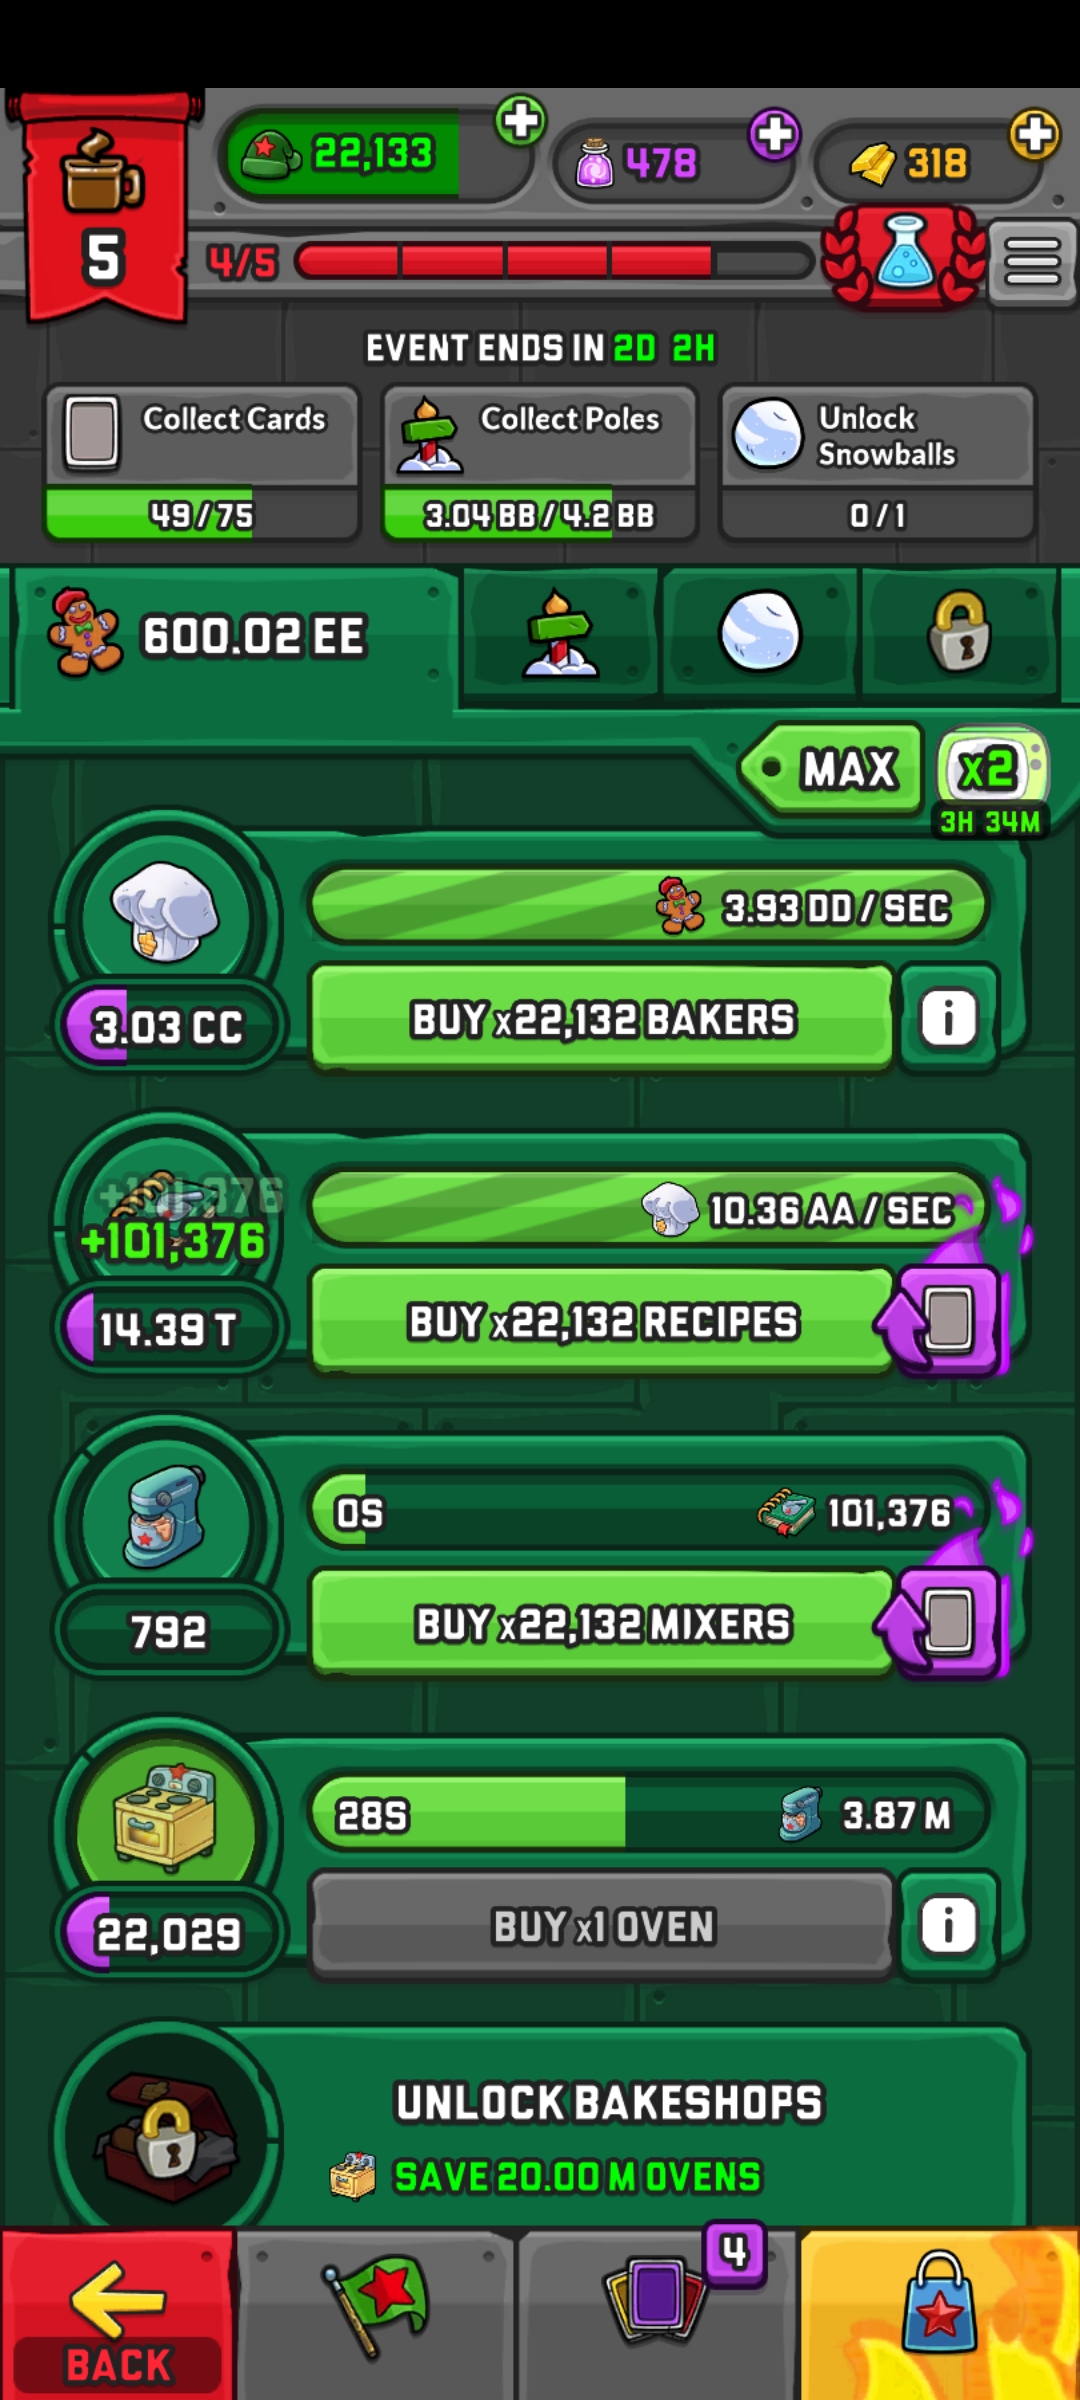 22,133
478
318
5
4/5
EVENT ENDS IN 2D 2H
Collect Cards
49/75
Collect Poles
3.04 BB/4.2 BB
Unlock
Snowballs
0/1
600.02 EE
MAX
x2
3H 34M
3.93 DD/SEC
3.03 CC
BUY x22,132 BAKERS
i
+101,376
+101,376
10.36 AA/SEC
14.39 T
BUY x22,132 RECIPES
0S
101,376
792
BUY x22,132 MIXERS
28S
3.87 M
22,029
BUY x1 OVEN
i
UNLOCK BAKESHOPS
SAVE 20.00 M OVENS
BACK
4